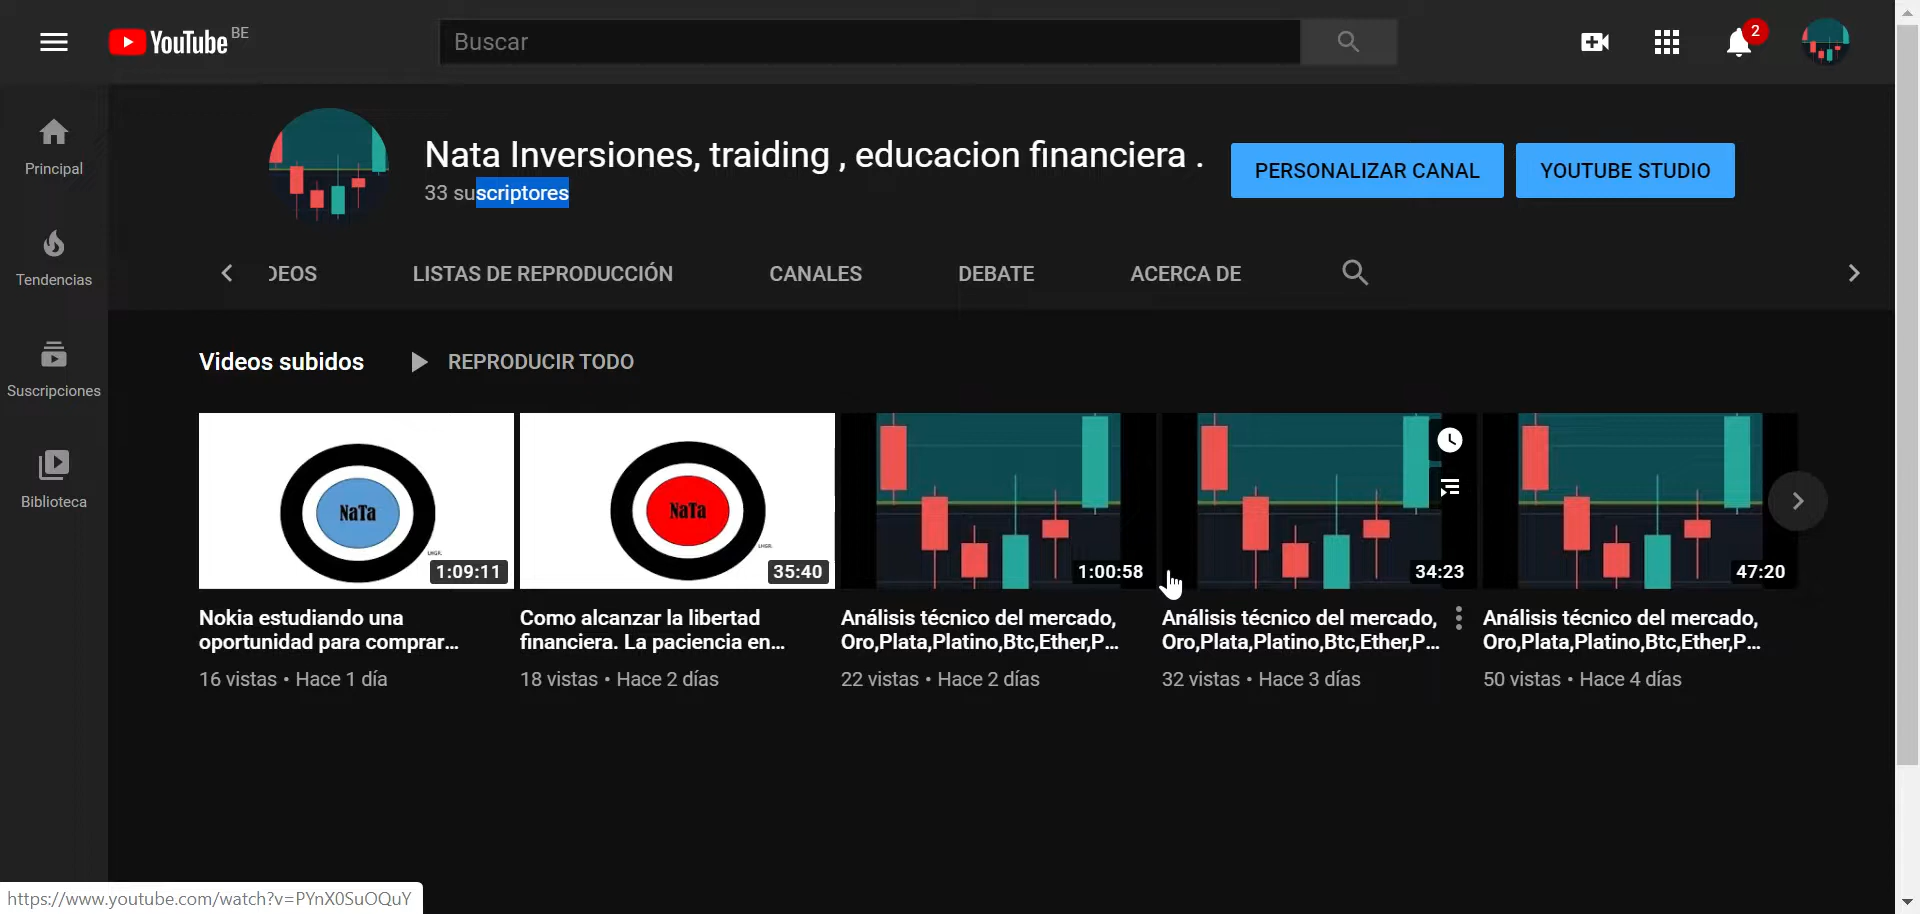 YouTube BE
Buscar
2
Principal
Tendencias
Suscripciones
Biblioteca
Nata Inversiones, traiding , educacion financiera .
33 suscriptores
PERSONALIZAR CANAL
YOUTUBE STUDIO
DEOS
LISTAS DE REPRODUCCIÓN
CANALES
DEBATE
ACERCA DE
Videos subidos
REPRODUCIR TODO
NaTa
LHGR.
1:09:11
Nokia estudiando una
oportunidad para comprar...
16 vistas • Hace 1 día
NaTa
LHGR.
35:40
Como alcanzar la libertad
financiera. La paciencia en...
18 vistas • Hace 2 días
1:00:58
Análisis técnico del mercado,
Oro,Plata,Platino,Btc,Ether,P...
22 vistas • Hace 2 días
34:23
Análisis técnico del mercado,
Oro,Plata,Platino,Btc,Ether,P...
32 vistas • Hace 3 días
47:20
Análisis técnico del mercado,
Oro,Plata,Platino,Btc,Ether,P...
50 vistas • Hace 4 días
https://www.youtube.com/watch?v=PYnX0SuOQuY